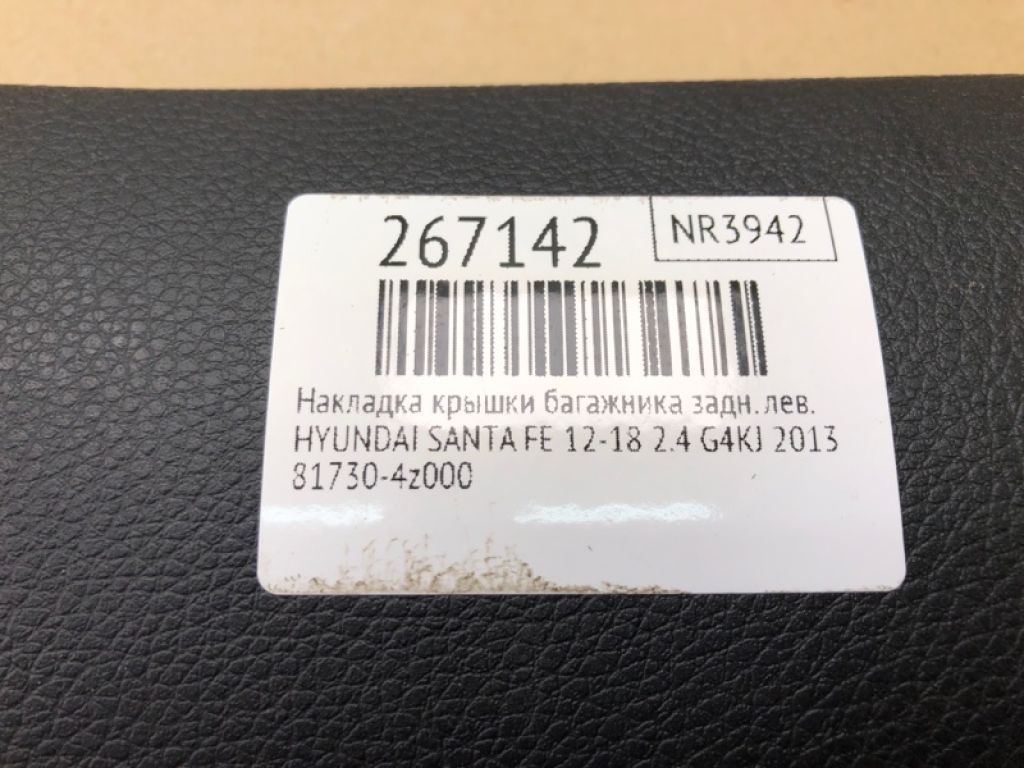 267142
NR3942
Накладка крышки багажника задн.лев.
HYUNDAI SANTA FE 12-18 2.4 G4KJ 2013
81730-4z000